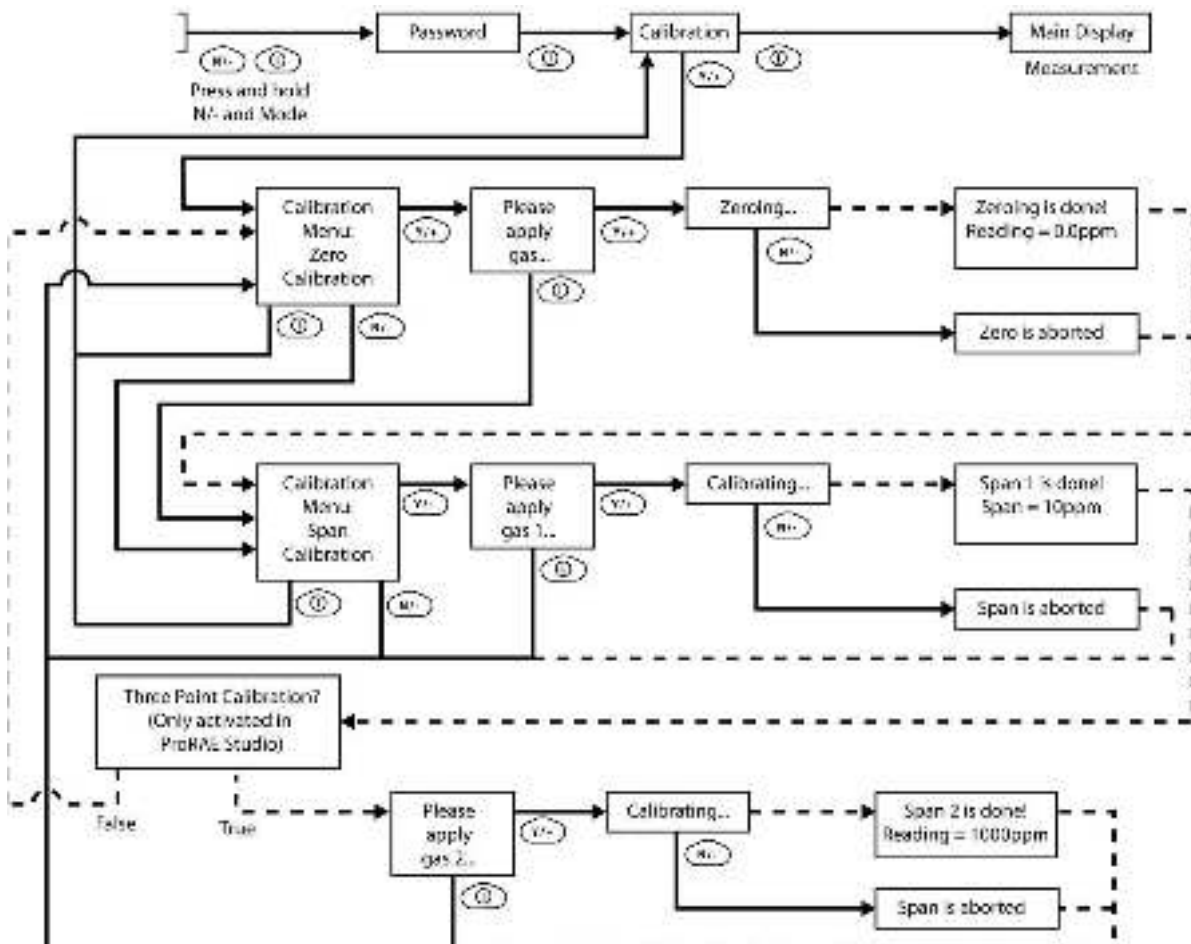 Password
Calibration
Main Display
N/-
Y/+
Measurement
Press and hold
N/- and Mode
Calibration
Menu:
Zero
Calibration
Y/+
Please
apply
gas...
Y/+
Zeroing...
Zeroing is done!
Reading = 0.0ppm
N/-
N/-
Zero is aborted
Calibration
Menu:
Span
Calibration
Y/+
Please
apply
gas 1...
Y/+
Calibrating...
Span 1 is done!
Span = 10ppm
N/-
N/-
Span is aborted
Three Point Calibration?
(Only activated in
ProRAE Studio)
False
True
Please
apply
gas 2...
Y/+
Calibrating...
Span 2 is done!
Reading = 1000ppm
N/-
Span is aborted